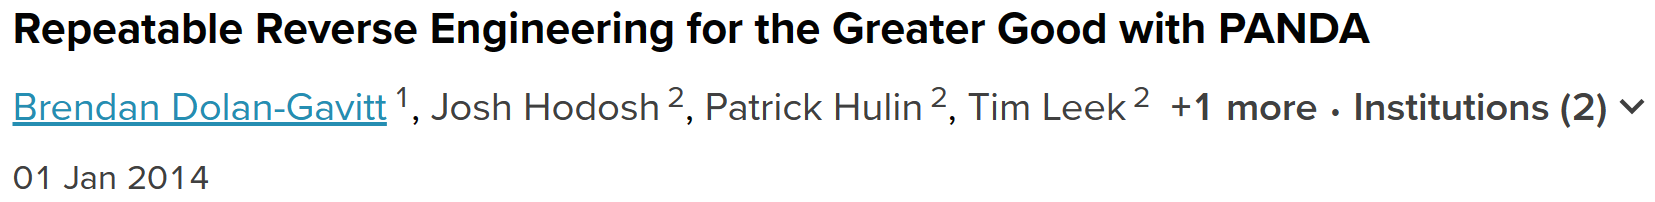 Repeatable Reverse Engineering for the Greater Good with PANDA
Brendan Dolan-Gavitt 1, Josh Hodosh 2, Patrick Hulin 2, Tim Leek 2 +1 more • Institutions (2)
01 Jan 2014